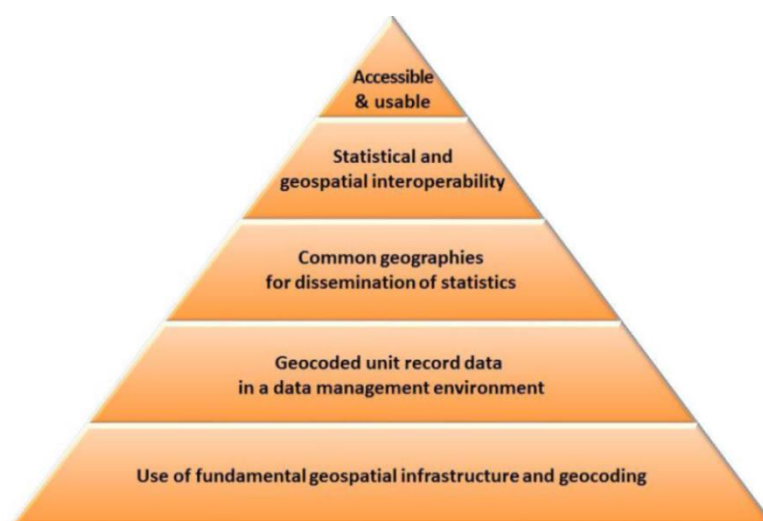 Accessible
& usable
Statistical and
geospatial interoperability
Common geographies
for dissemination of statistics
Geocoded unit record data
in a data management environment
Use of fundamental geospatial infrastructure and geocoding